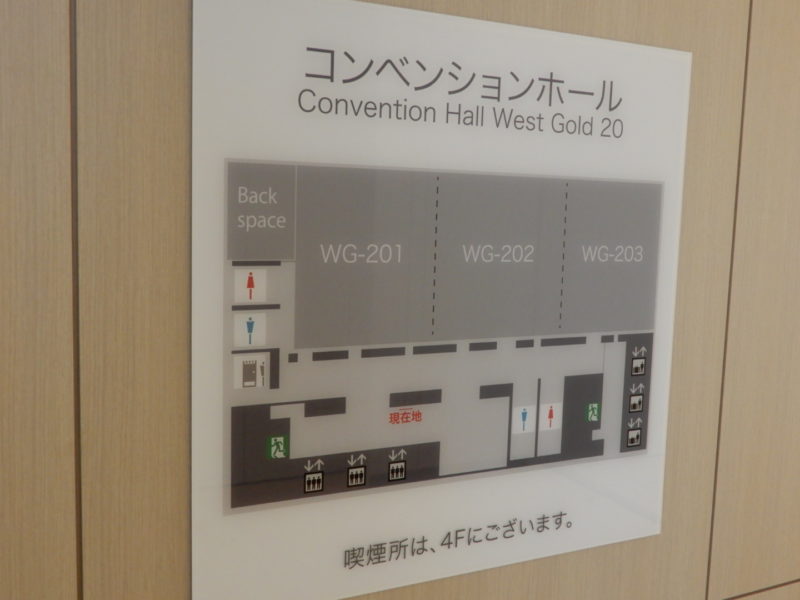 コンベンションホール
Convention Hall West Gold 20
Back
space
WG-201
WG-202
WG-203
現在地
喫煙所は、4Fにございます。